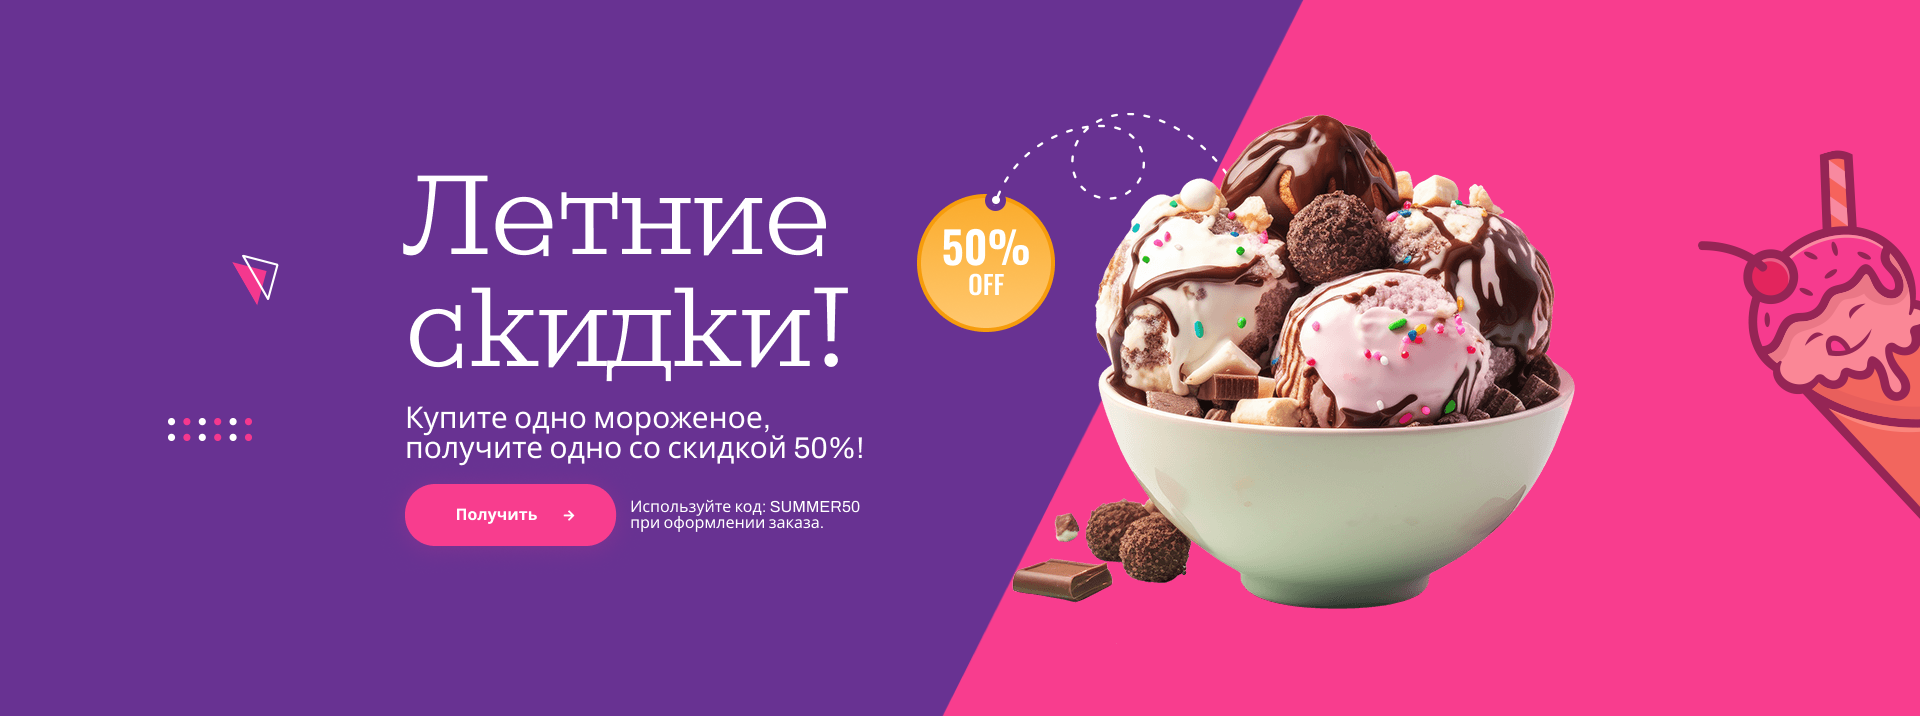 Летние
скидки!
50%
OFF
Купите одно мороженое,
получите одно со скидкой 50%!
Получить →
Используйте код: SUMMER50
при оформлении заказа.